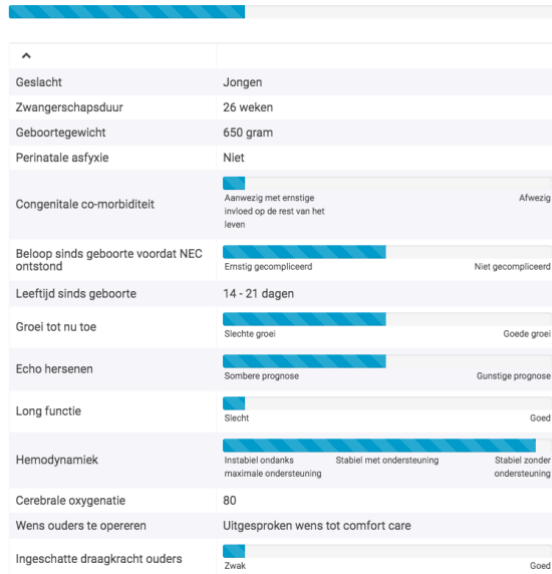 Geslacht Jongen
Zwangerschapsduur 26 weken
Geboortegewicht 650 gram
Perinatale asfyxie Niet
Congenitale co-morbiditeit
Aanwezig met ernstige Afwezig
invloed op de rest van het
leven
Beloop sinds geboorte voordat NEC
ontstond
Ernstig gecompliceerd Niet gecompliceerd
Leeftijd sinds geboorte 14 - 21 dagen
Groei tot nu toe
Slechte groei Goede groei
Echo hersenen
Sombere prognose Gunstige prognose
Long functie
Slecht Goed
Hemodynamiek
Instabiel ondanks Stabiel met ondersteuning Stabiel zonder
maximale ondersteuning ondersteuning
Cerebrale oxygenatie 80
Wens ouders te opereren Uitgesproken wens tot comfort care
Ingeschatte draagkracht ouders
Zwak Goed